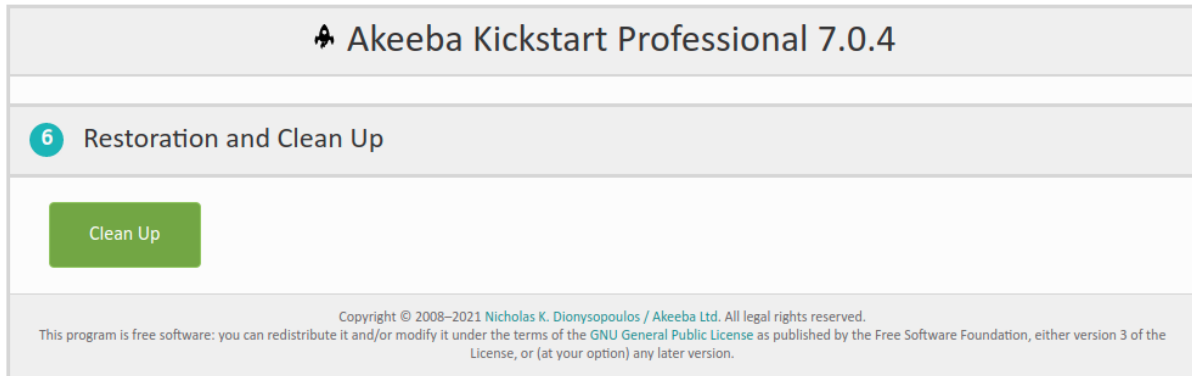 Akeeba Kickstart Professional 7.0.4
6 Restoration and Clean Up
Clean Up
Copyright © 2008–2021 Nicholas K. Dionysopoulos / Akeeba Ltd. All legal rights reserved.
This program is free software: you can redistribute it and/or modify it under the terms of the GNU General Public License as published by the Free Software Foundation, either version 3 of the
License, or (at your option) any later version.